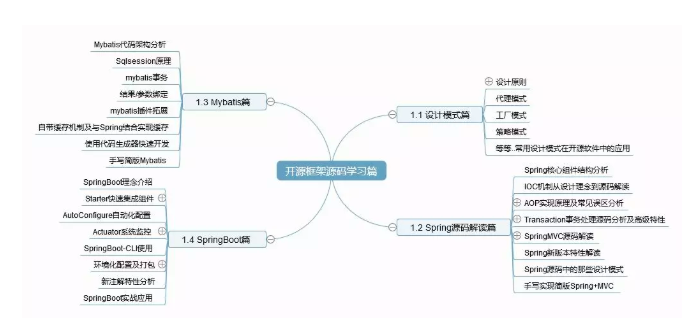 开源框架源码学习篇
1.1 设计模式篇
设计原则
代理模式
工厂模式
策略模式
等等..常用设计模式在开源软件中的应用
1.2 Spring源码解读篇
Spring核心组件结构分析
IOC机制从设计理念到源码解读
AOP实现原理及常见误区分析
Transaction事务处理源码分析及高级特性
SpringMVC源码解读
Spring新版本特性解读
Spring源码中的那些设计模式
手写实现简版Spring+MVC
1.3 Mybatis篇
Mybatis代码架构分析
Sqlsession原理
mybatis事务
结果/参数绑定
mybatis插件拓展
自带缓存机制及与Spring结合实现缓存
使用代码生成器快速开发
手写简版Mybatis
1.4 SpringBoot篇
SpringBoot理念介绍
Starter快速集成组件
AutoConfigure自动化配置
Actuator系统监控
SpringBoot-CLI使用
环境化配置及打包
新注解特性分析
SpringBoot实战应用